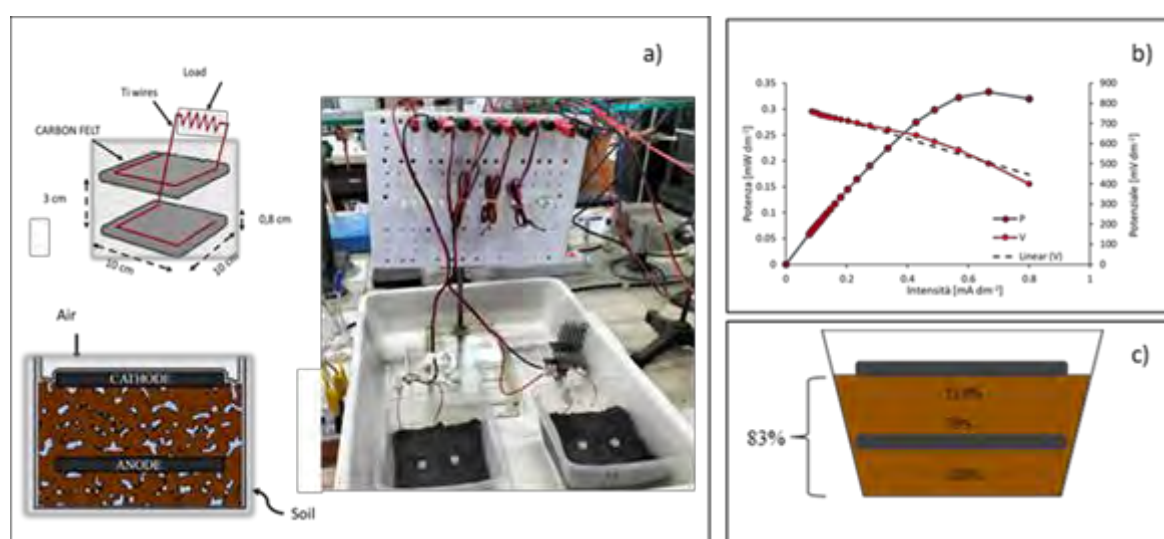 a)
Load
Ti wires
CARBON FELT
3 cm
0,8 cm
10 cm
10 cm
Air
CATHODE
ANODE
Soil
b)
0.35
0.3
0.25
0.2
0.15
0.1
0.05
0
Potenza [mW dm⁻²]
900
800
700
600
500
400
300
200
100
0
Potenziale [mV dm⁻²]
P
V
Linear (V)
0
0.2
0.4
0.6
0.8
1
Intensità [mA dm⁻²]
c)
83%